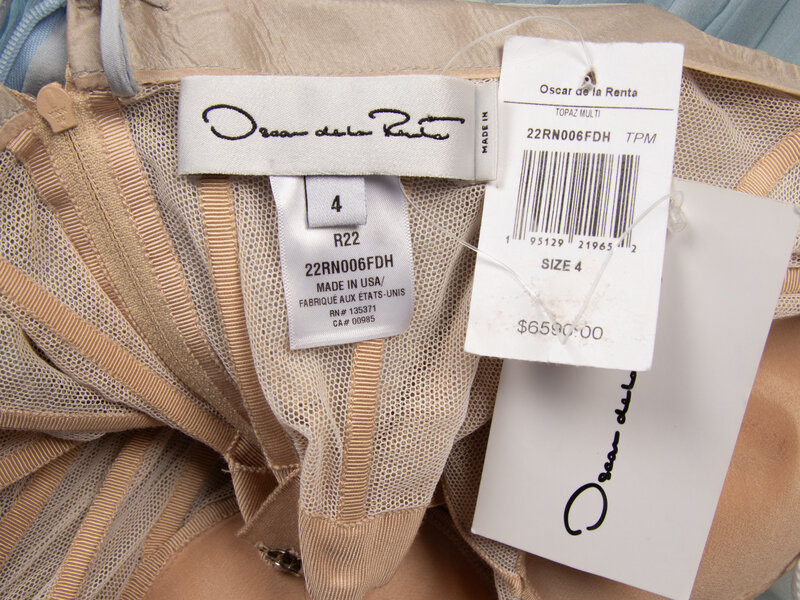 Oscar de la Renta
MADE IN
4
R22
22RN006FDH
MADE IN USA/
FABRIQUÉ AUX ÉTATS-UNIS
RN# 135371
CA# 00985
Oscar de la Renta
TOPAZ MULTI
22RN006FDH TPM
1 95129 21965 2
SIZE 4
$6590.00
Oscar de la